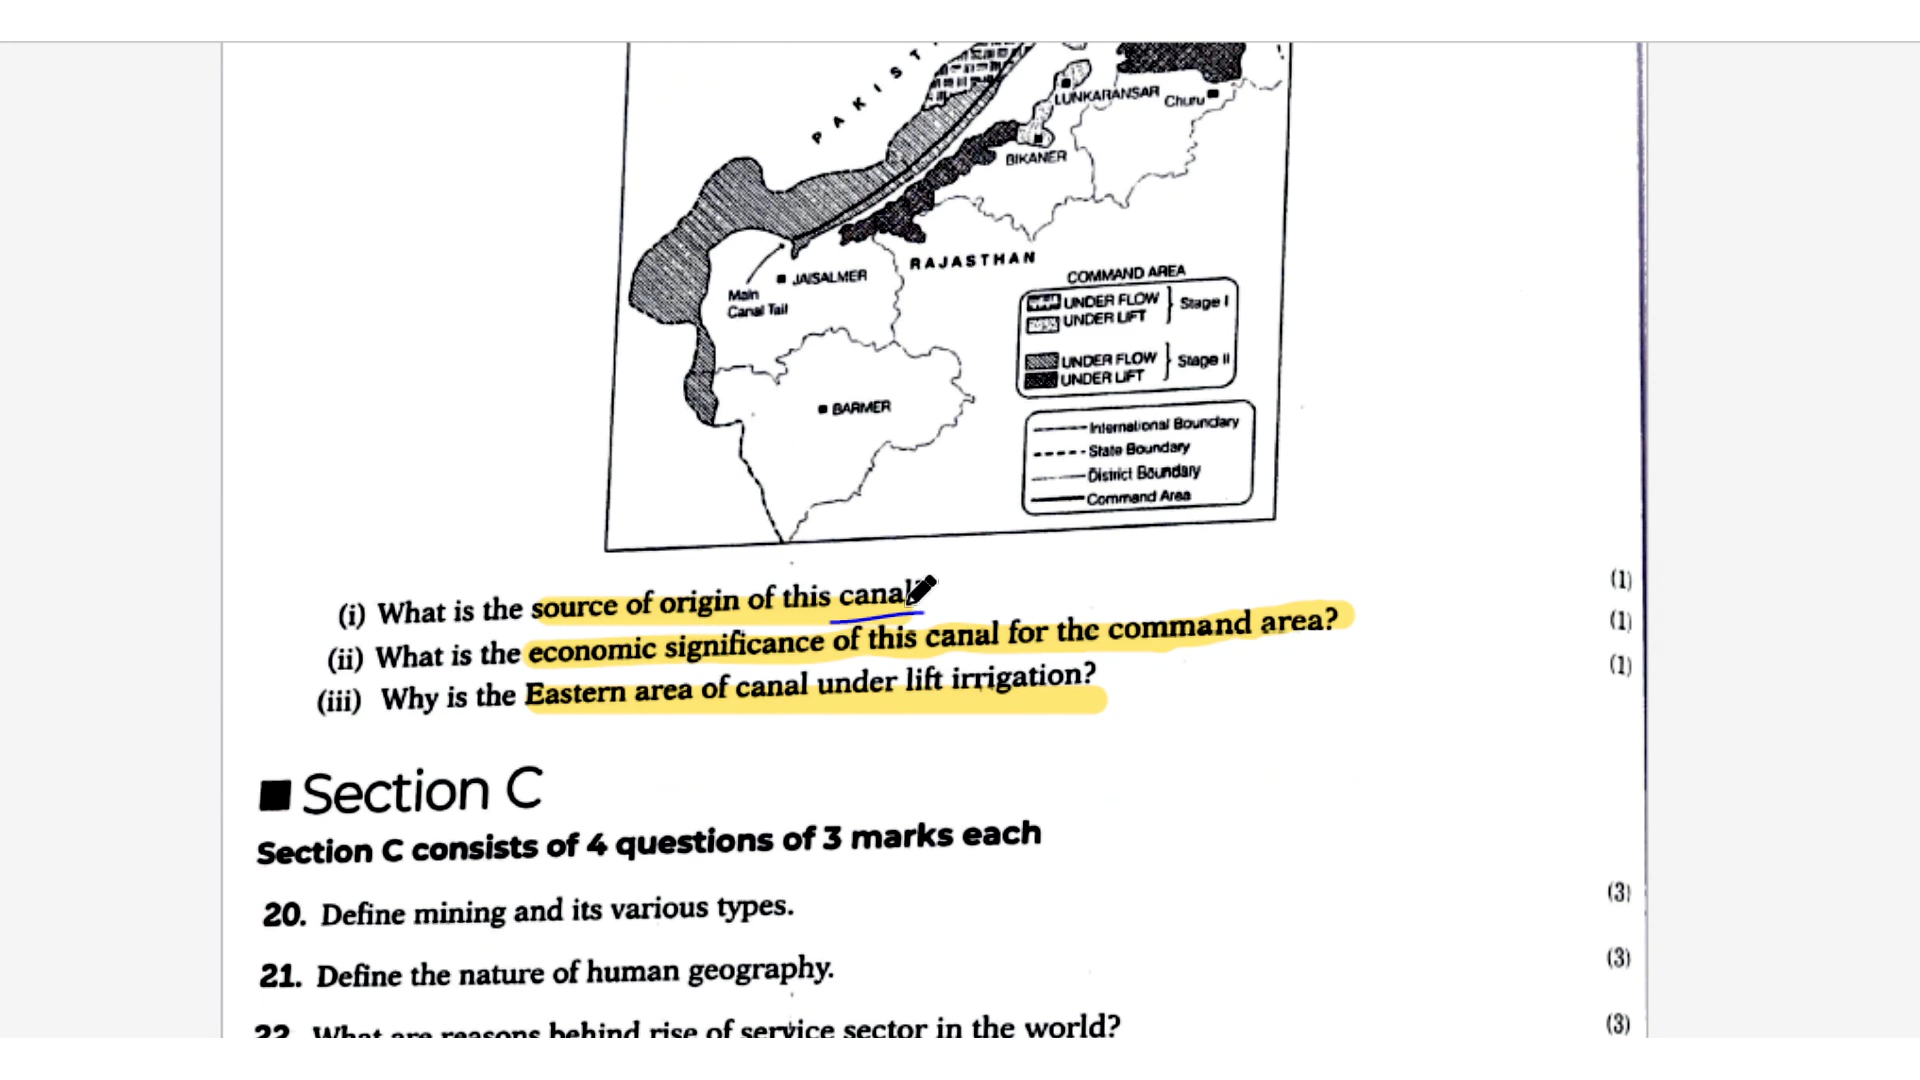 PAKIST
LUNKARANSAR
Churu
BIKANER
RAJASTHAN
JAISALMER
Main
Canal Tail
COMMAND AREA
UNDER FLOW
UNDER LIFT
Stage I
UNDER FLOW
UNDER LIFT
Stage II
BARMER
International Boundary
State Boundary
District Boundary
Command Area
(i) What is the source of origin of this canal? (1)
(ii) What is the economic significance of this canal for the command area? (1)
(iii) Why is the Eastern area of canal under lift irrigation? (1)
Section C
Section C consists of 4 questions of 3 marks each
20. Define mining and its various types. (3)
21. Define the nature of human geography. (3)
22. What are reasons behind rise of service sector in the world? (3)